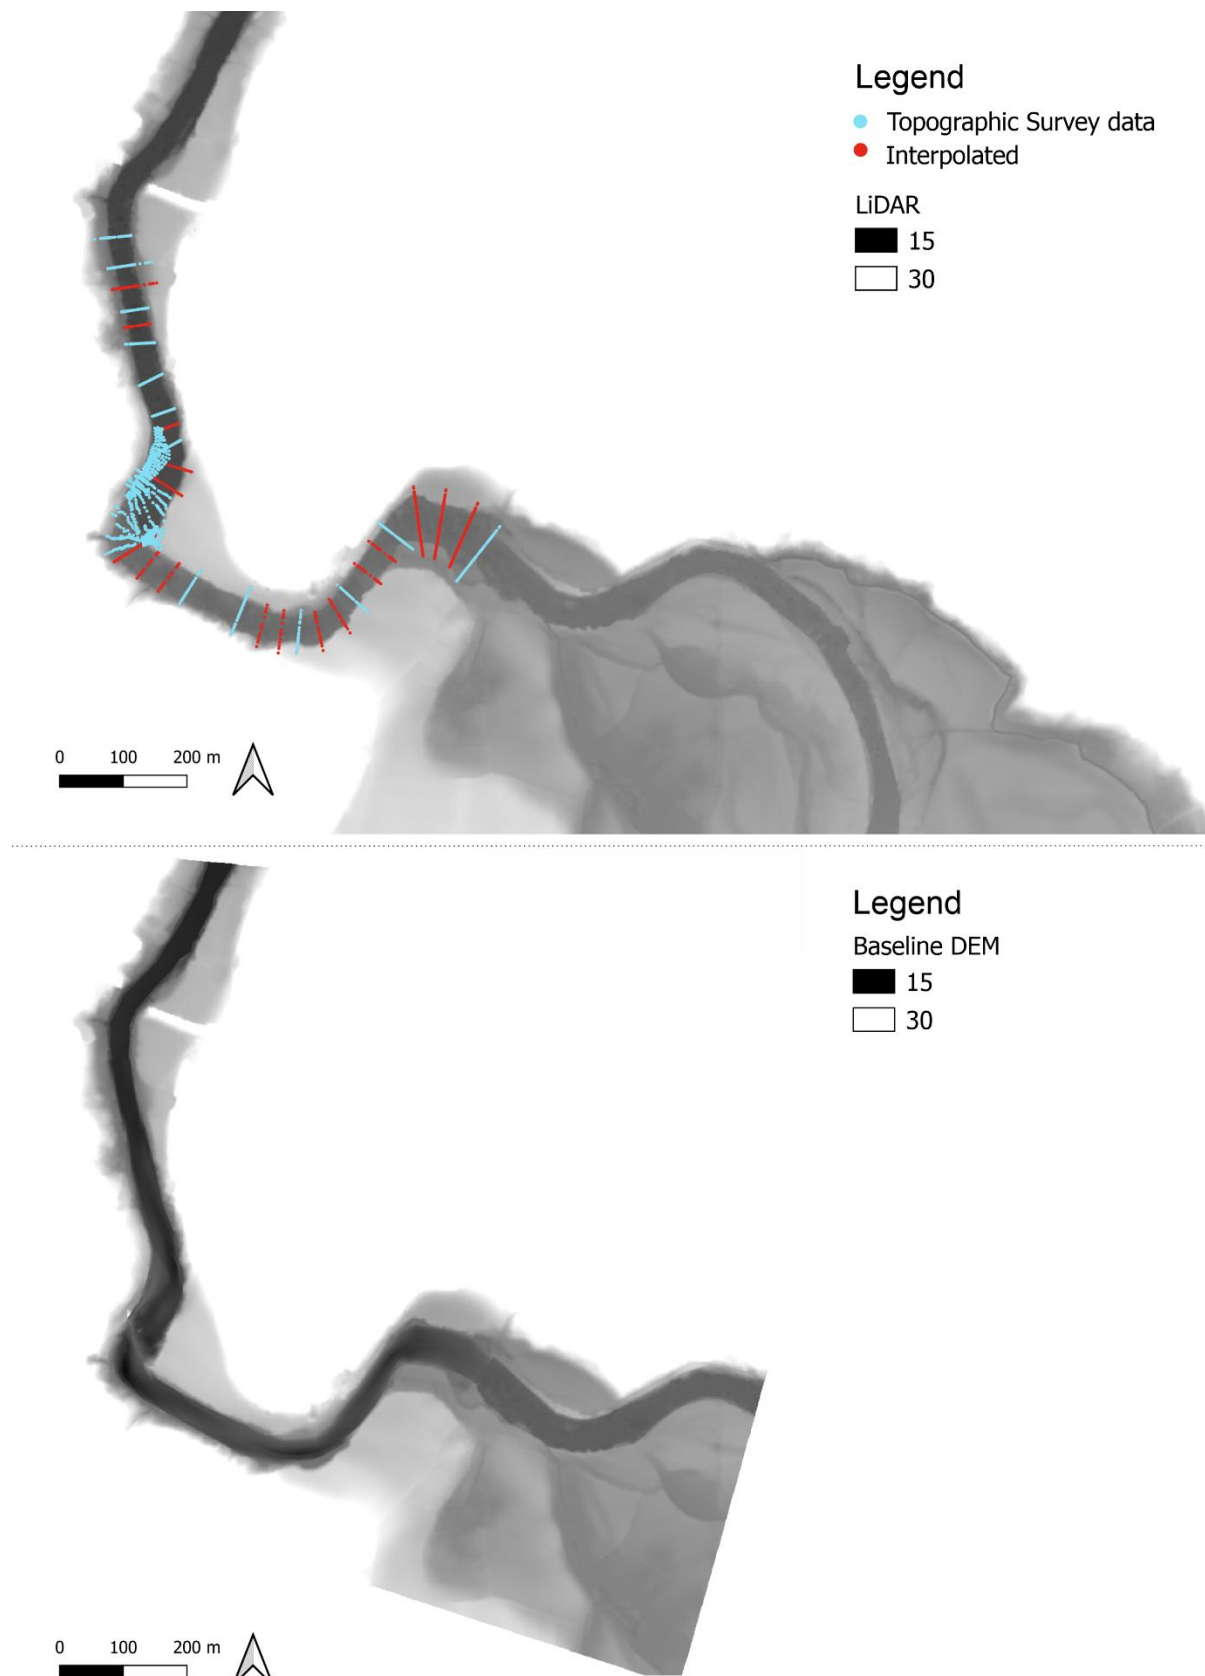 Legend
Topographic Survey data
Interpolated
LiDAR
15
30
0 100 200 m
Legend
Baseline DEM
15
30
0 100 200 m